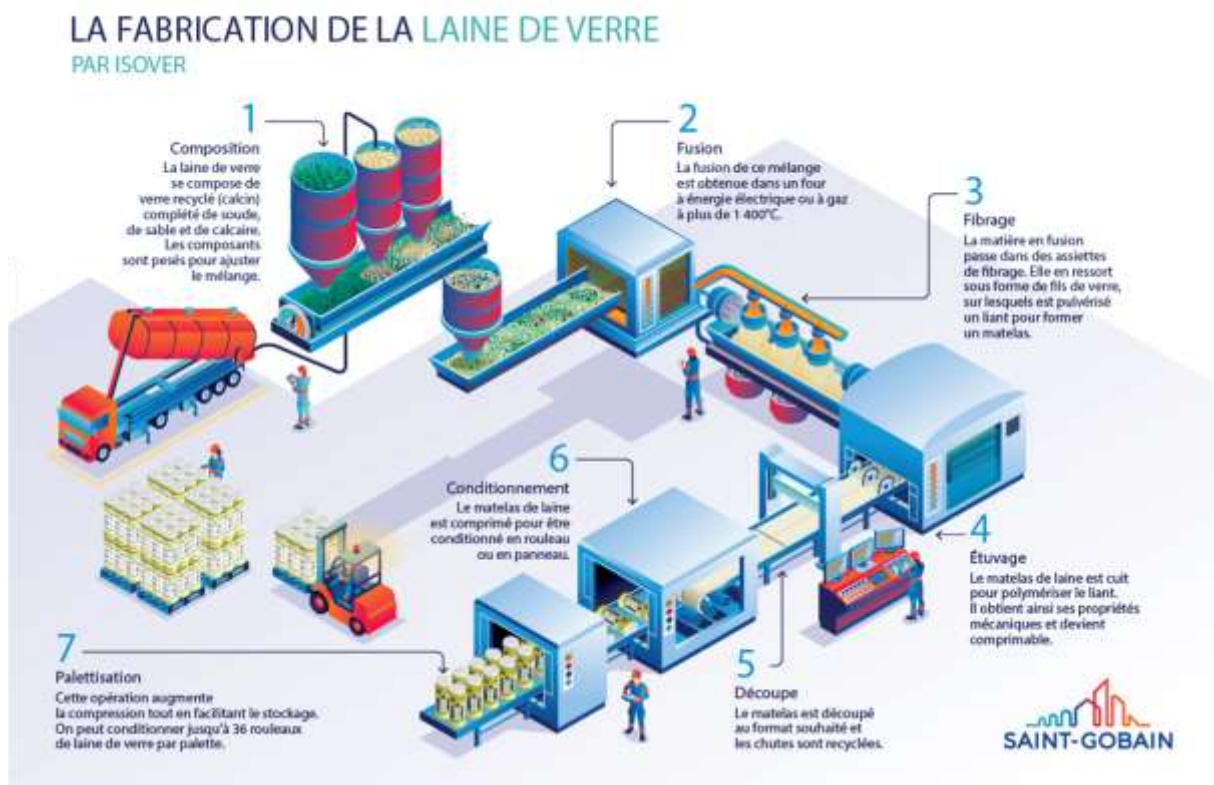 LA FABRICATION DE LA LAINE DE VERRE
PAR ISOVER
1
Composition
La laine de verre
se compose de
verre recyclé (calcin)
complété de soude,
de sable et de calcaire.
Les composants
sont pesés pour ajuster
le mélange.
2
Fusion
La fusion de ce mélange
est obtenue dans un four
à énergie électrique ou à gaz
à plus de 1 400°C.
3
Fibrage
La matière en fusion
passe dans des assiettes
de fibrage. Elle en ressort
sous forme de fils de verre,
sur lesquels est pulvérisé
un liant pour former
un matelas.
4
Étuvage
Le matelas de laine est cuit
pour polymériser le liant.
Il obtient ainsi ses propriétés
mécaniques et devient
comprimable.
5
Découpe
Le matelas est découpé
au format souhaité et
les chutes sont recyclées.
6
Conditionnement
Le matelas de laine
est comprimé pour être
conditionné en rouleau
ou en panneau.
7
Palettisation
Cette opération augmente
la compression tout en facilitant le stockage.
On peut conditionner jusqu'à 36 rouleaux
de laine de verre par palette.
SAINT-GOBAIN